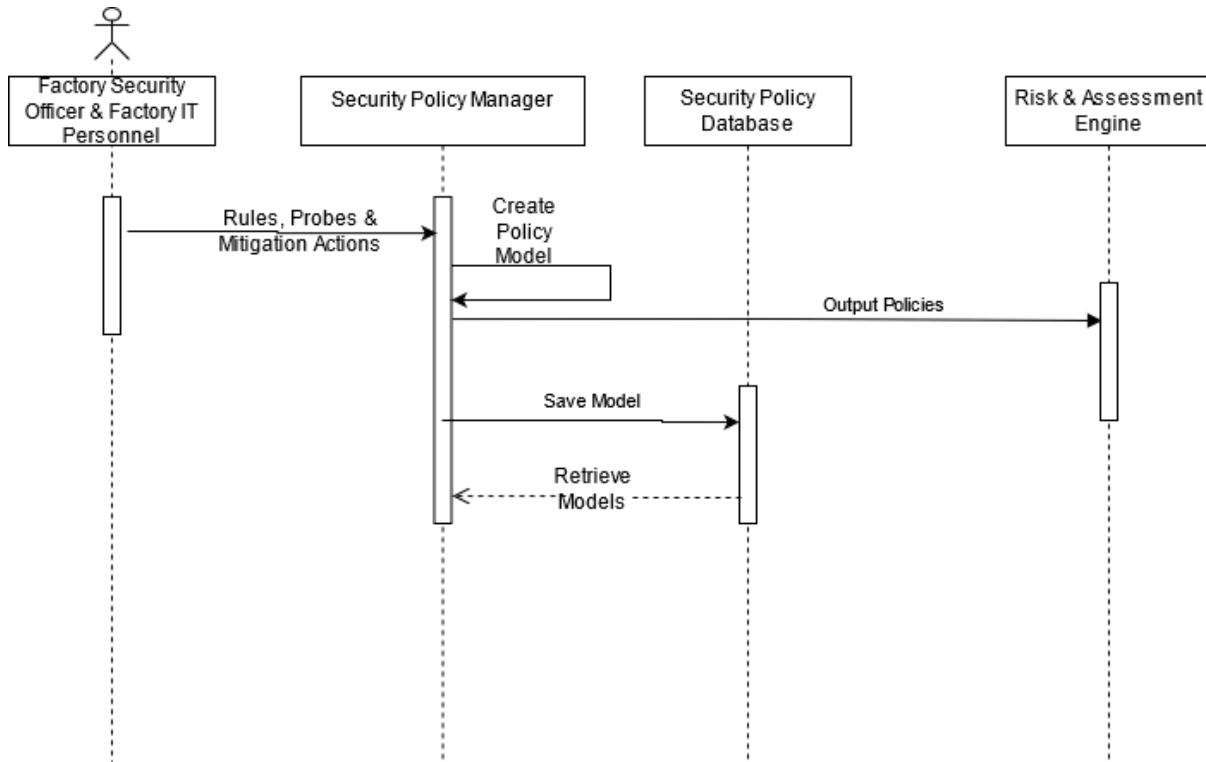 Factory Security
Officer & Factory IT
Personnel
Security Policy Manager
Security Policy
Database
Risk & Assessment
Engine
Rules, Probes &
Mitigation Actions
Create
Policy
Model
Output Policies
Save Model
Retrieve
Models